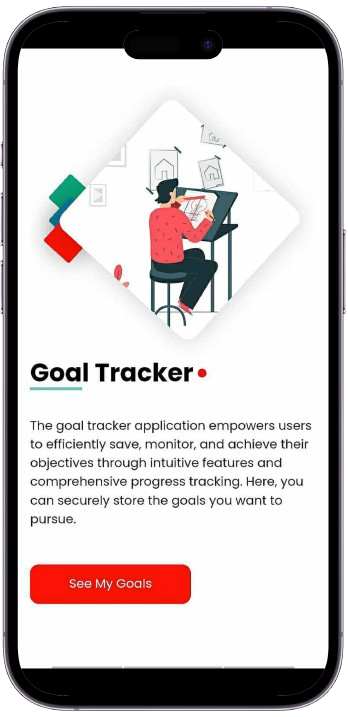 Goal Tracker
The goal tracker application empowers users
to efficiently save, monitor, and achieve their
objectives through intuitive features and
comprehensive progress tracking. Here, you
can securely store the goals you want to
pursue.
See My Goals